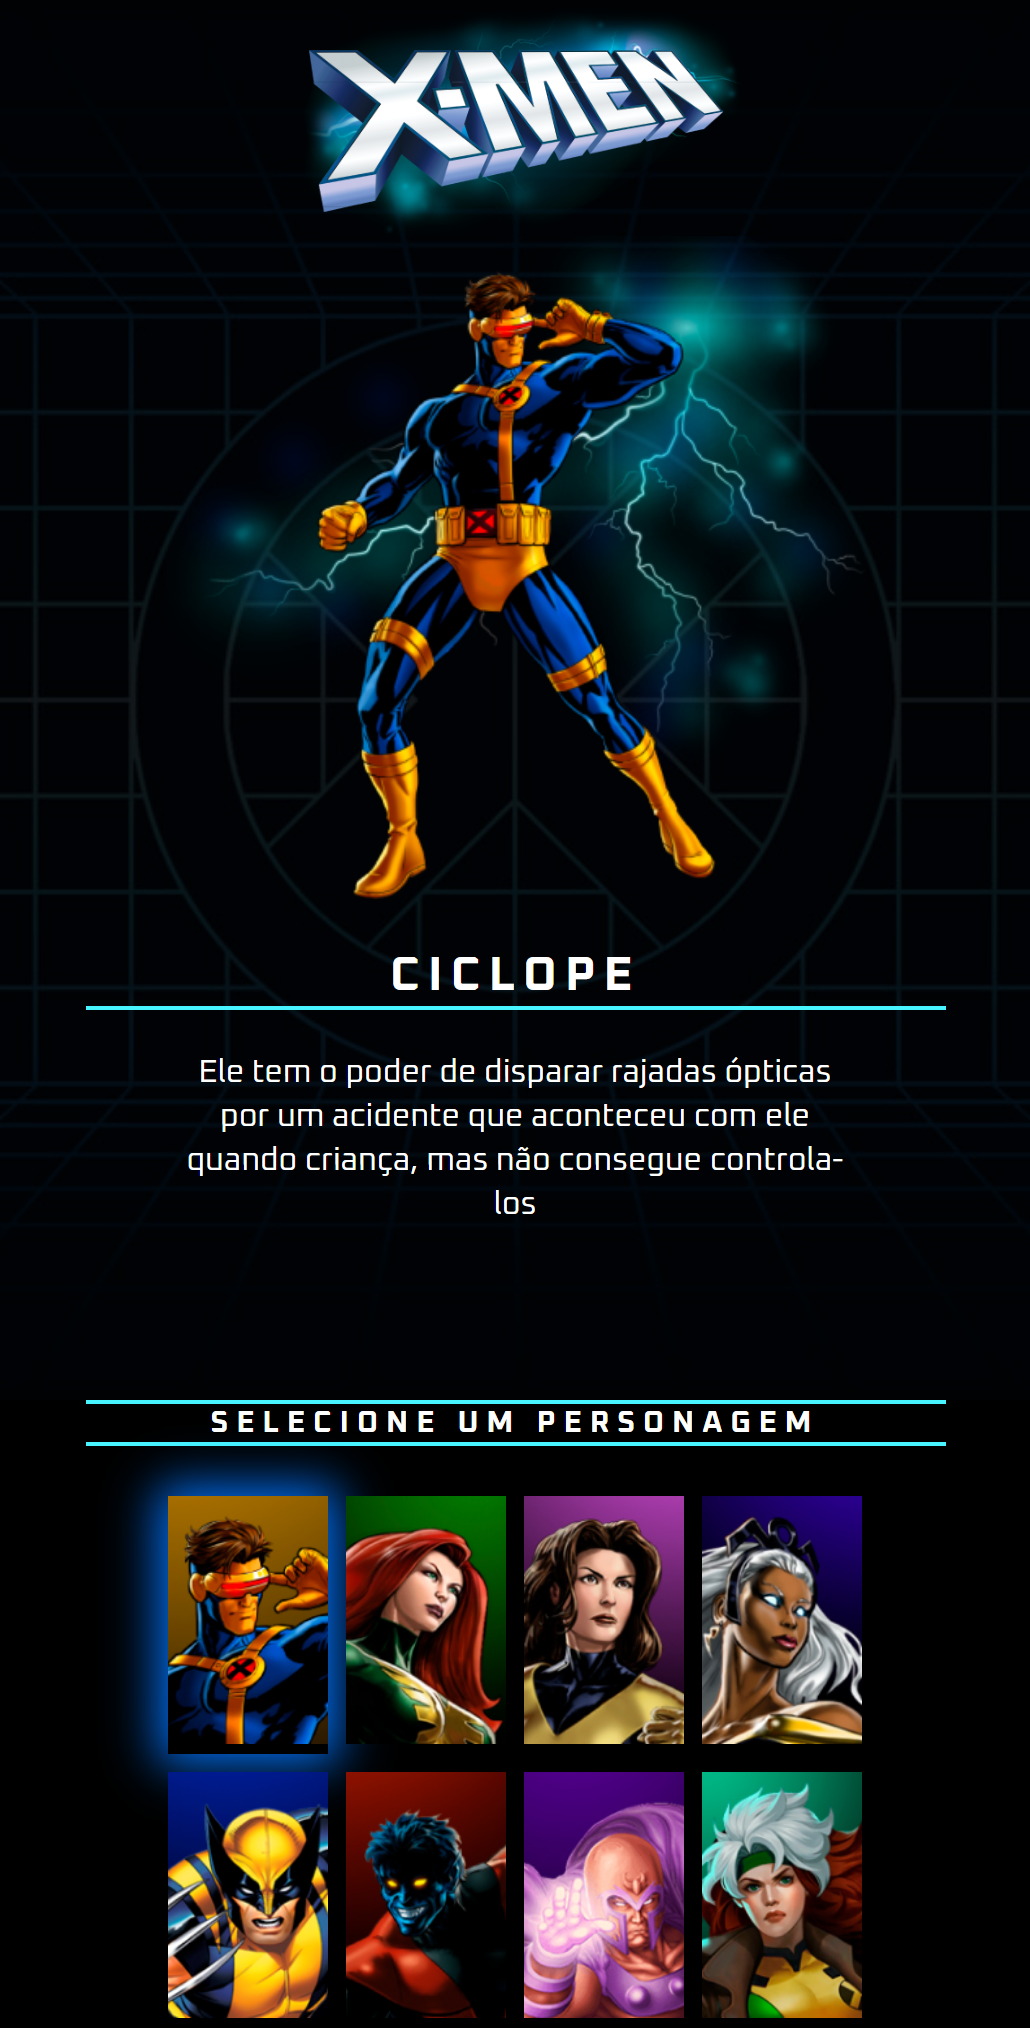 X-MEN
CICLOPE
Ele tem o poder de disparar rajadas ópticas
por um acidente que aconteceu com ele
quando criança, mas não consegue controla-
los
SELECIONE UM PERSONAGEM